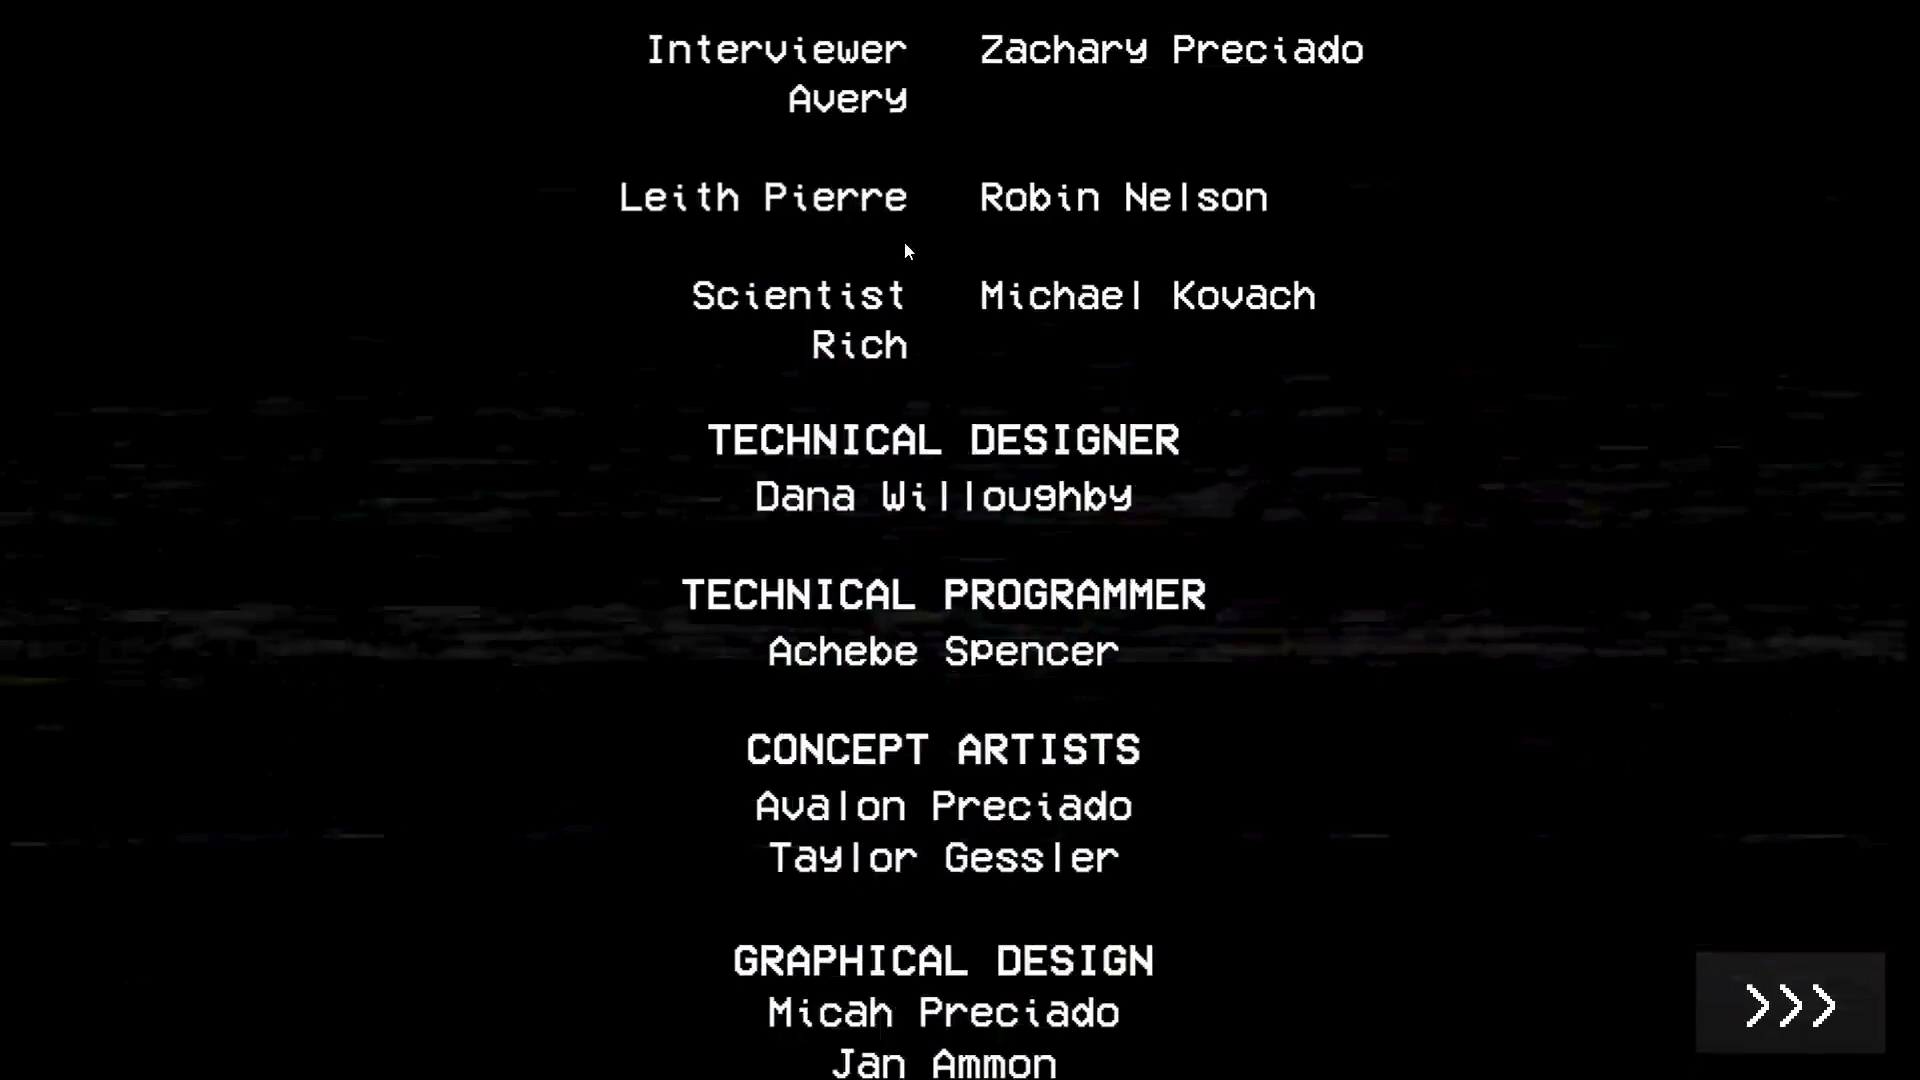 Interviewer Zachary Preciado
Avery
Leith Pierre Robin Nelson
Scientist Michael Kovach
Rich
TECHNICAL DESIGNER
Dana Willoughby
TECHNICAL PROGRAMMER
Achebe Spencer
CONCEPT ARTISTS
Avalon Preciado
Taylor Gessler
GRAPHICAL DESIGN
Micah Preciado
Jan Ammon
>>>